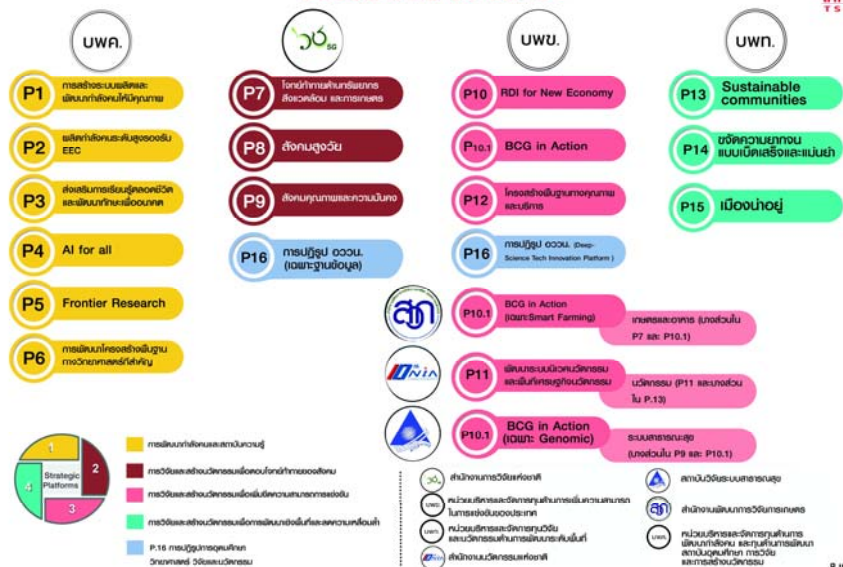 T S
บพค.
วช
SG
บพข.
บพท.
P1
การสร้างระบบผลิตและ
พัฒนากำลังคนให้มีคุณภาพ
P2
ผลิตกำลังคนระดับสูงรองรับ
EEC
P3
ส่งเสริมการเรียนรู้ตลอดชีวิต
และพัฒนาทักษะเพื่ออนาคต
P4
AI for all
P5
Frontier Research
P6
การพัฒนาโครงสร้างพื้นฐาน
ทางวิทยาศาสตร์ที่สำคัญ
P7
โจทย์ท้าทายด้านทรัพยากร
สิ่งแวดล้อม และการเกษตร
P8
สังคมสูงวัย
P9
สังคมคุณภาพและความมั่นคง
P16
การปฏิรูป อววน.
(เฉพาะฐานข้อมูล)
P10
RDI for New Economy
P10.1
BCG in Action
P12
โครงสร้างพื้นฐานทางคุณภาพ
และบริการ
P16
การปฏิรูป อววน. (Deep-
Science Tech Innovation Platform )
P13
Sustainable
communities
P14
ขจัดความยากจน
แบบเบ็ดเสร็จและแม่นยำ
P15
เมืองน่าอยู่
สวก
P10.1
BCG in Action
(เฉพาะSmart Farming)
เกษตรและอาหาร (บางส่วนใน
P7 และ P10.1)
NIA
P11
พัฒนาระบบนิเวศนวัตกรรม
และพื้นที่เศรษฐกิจนวัตกรรม
นวัตกรรม (P11 และบางส่วน
ใน P.13)
P10.1
BCG in Action
(เฉพาะ Genomic)
ระบบสาธารณะสุข
(บางส่วนใน P9 และ P10.1)
Strategic
Platforms
1
2
3
4
การพัฒนากำลังคนและสถาบันความรู้
การวิจัยและสร้างนวัตกรรมเพื่อตอบโจทย์ท้าทายของสังคม
การวิจัยและสร้างนวัตกรรมเพื่อเพิ่มขีดความสามารถการแข่งขัน
การวิจัยและสร้างนวัตกรรมเพื่อการพัฒนาเชิงพื้นที่และลดความเหลื่อมล้ำ
P.16 การปฏิรูปการอุดมศึกษา
วิทยาศาสตร์ วิจัยและนวัตกรรม
สำนักงานการวิจัยแห่งชาติ
บพข.
หน่วยบริหารและจัดการทุนด้านการเพิ่มความสามารถ
ในการแข่งขันของประเทศ
บพท.
หน่วยบริหารและจัดการทุนวิจัย
และนวัตกรรมด้านการพัฒนาระดับพื้นที่
NIA
สำนักงานนวัตกรรมแห่งชาติ
สถาบันวิจัยระบบสาธารณสุข
สวก
สำนักงานพัฒนาการวิจัยการเกษตร
บพค.
หน่วยบริหารและจัดการทุนด้านการ
พัฒนากำลังคน และทุนด้านการพัฒนา
สถาบันอุดมศึกษา การวิจัย
และการสร้างนวัตกรรม